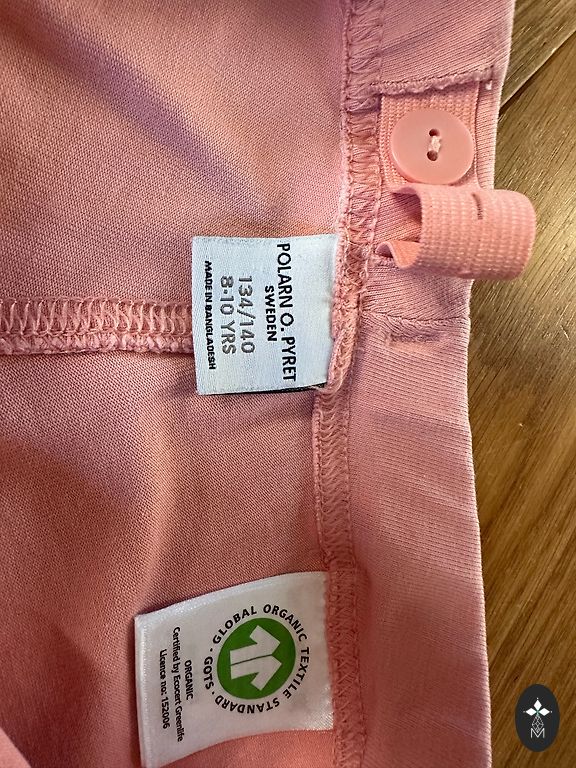 POLARN O. PYRET
SWEDEN
134/140
8-10 YRS
MADE IN BANGLADESH
GLOBAL ORGANIC TEXTILE STANDARD · GOTS ·
ORGANIC
Certified by Ecocert Greenlife
Licence no: 152006
M